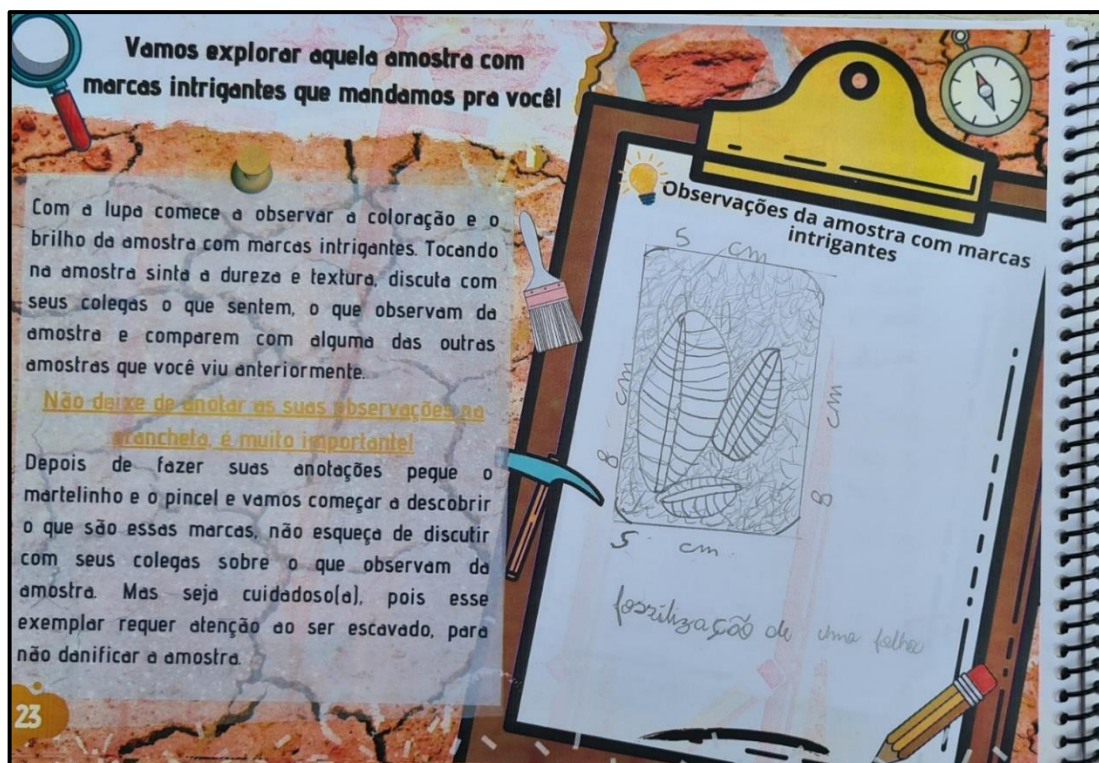 Vamos explorar aquela amostra com
marcas intrigantes que mandamos pra você!
Com a lupa comece a observar a coloração e o
brilho da amostra com marcas intrigantes. Tocando
na amostra sinta a dureza e textura, discuta com
seus colegas o que sentem, o que observam da
amostra e comparem com alguma das outras
amostras que você viu anteriormente.
Não deixe de anotar as suas observações na
prancheta, é muito importante!
Depois de fazer suas anotações pegue o
martelinho e o pincel e vamos começar a descobrir
o que são essas marcas, não esqueça de discutir
com seus colegas sobre o que observam da
amostra. Mas seja cuidadoso(a), pois esse
exemplar requer atenção ao ser escavado, para
não danificar a amostra.
23
Observações da amostra com marcas
intrigantes
5 cm
8 cm
8 cm
5 cm
fossilização de uma folha